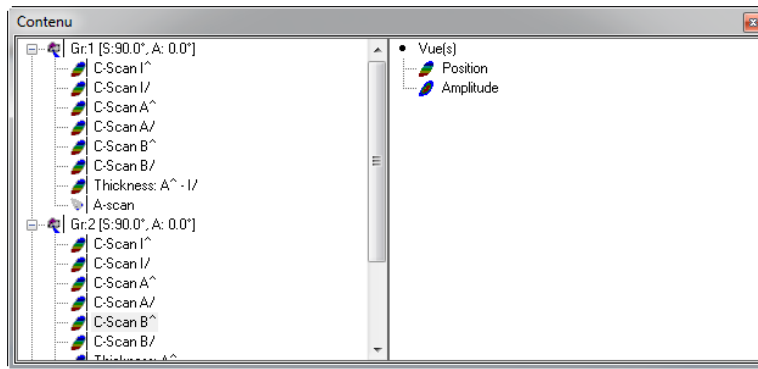 Contenu
Gr:1 [S:90.0°, A: 0.0°]
C-Scan I^
C-Scan I/
C-Scan A^
C-Scan A/
C-Scan B^
C-Scan B/
Thickness: A^ - I/
A-scan
Gr:2 [S:90.0°, A: 0.0°]
C-Scan I^
C-Scan I/
C-Scan A^
C-Scan A/
C-Scan B^
C-Scan B/
Thickness: A^
Vue(s)
Position
Amplitude